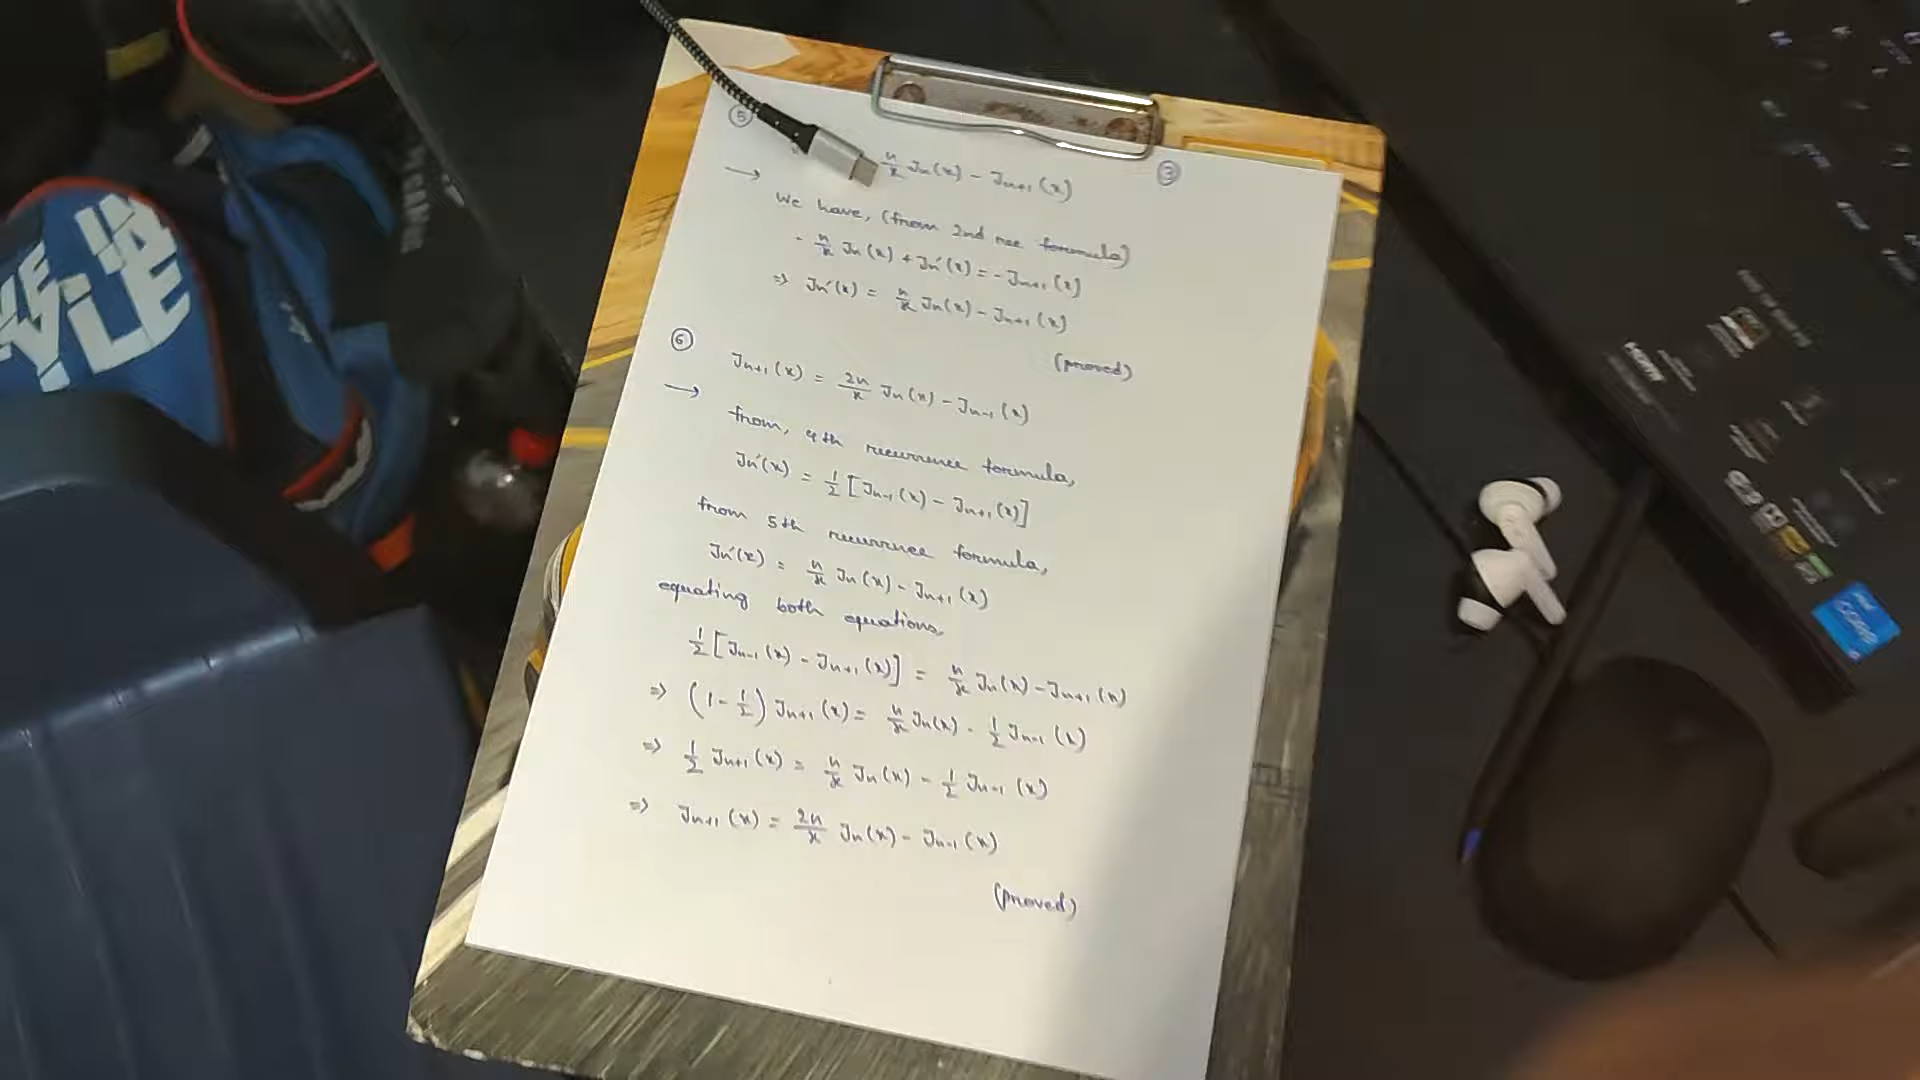 ⑤
③
n/x Jn(x) - Jn+1(x)
→
We have, (from 2nd rec formula)
- n/x Jn(x) + Jn'(x) = - Jn+1(x)
=> Jn'(x) = n/x Jn(x) - Jn+1(x)
(proved)
⑥
Jn+1(x) = 2n/x Jn(x) - Jn-1(x)
→
from, 4th recurrence formula,
Jn'(x) = 1/2 [Jn-1(x) - Jn+1(x)]
from 5th recurrnce formula,
Jn'(x) = n/x Jn(x) - Jn+1(x)
equating both equations,
1/2 [Jn-1(x) - Jn+1(x)] = n/x Jn(x) - Jn+1(x)
=> (1 - 1/2) Jn+1(x) = n/x Jn(x) - 1/2 Jn-1(x)
=> 1/2 Jn+1(x) = n/x Jn(x) - 1/2 Jn-1(x)
=> Jn+1(x) = 2n/x Jn(x) - Jn-1(x)
(proved)
HDMI